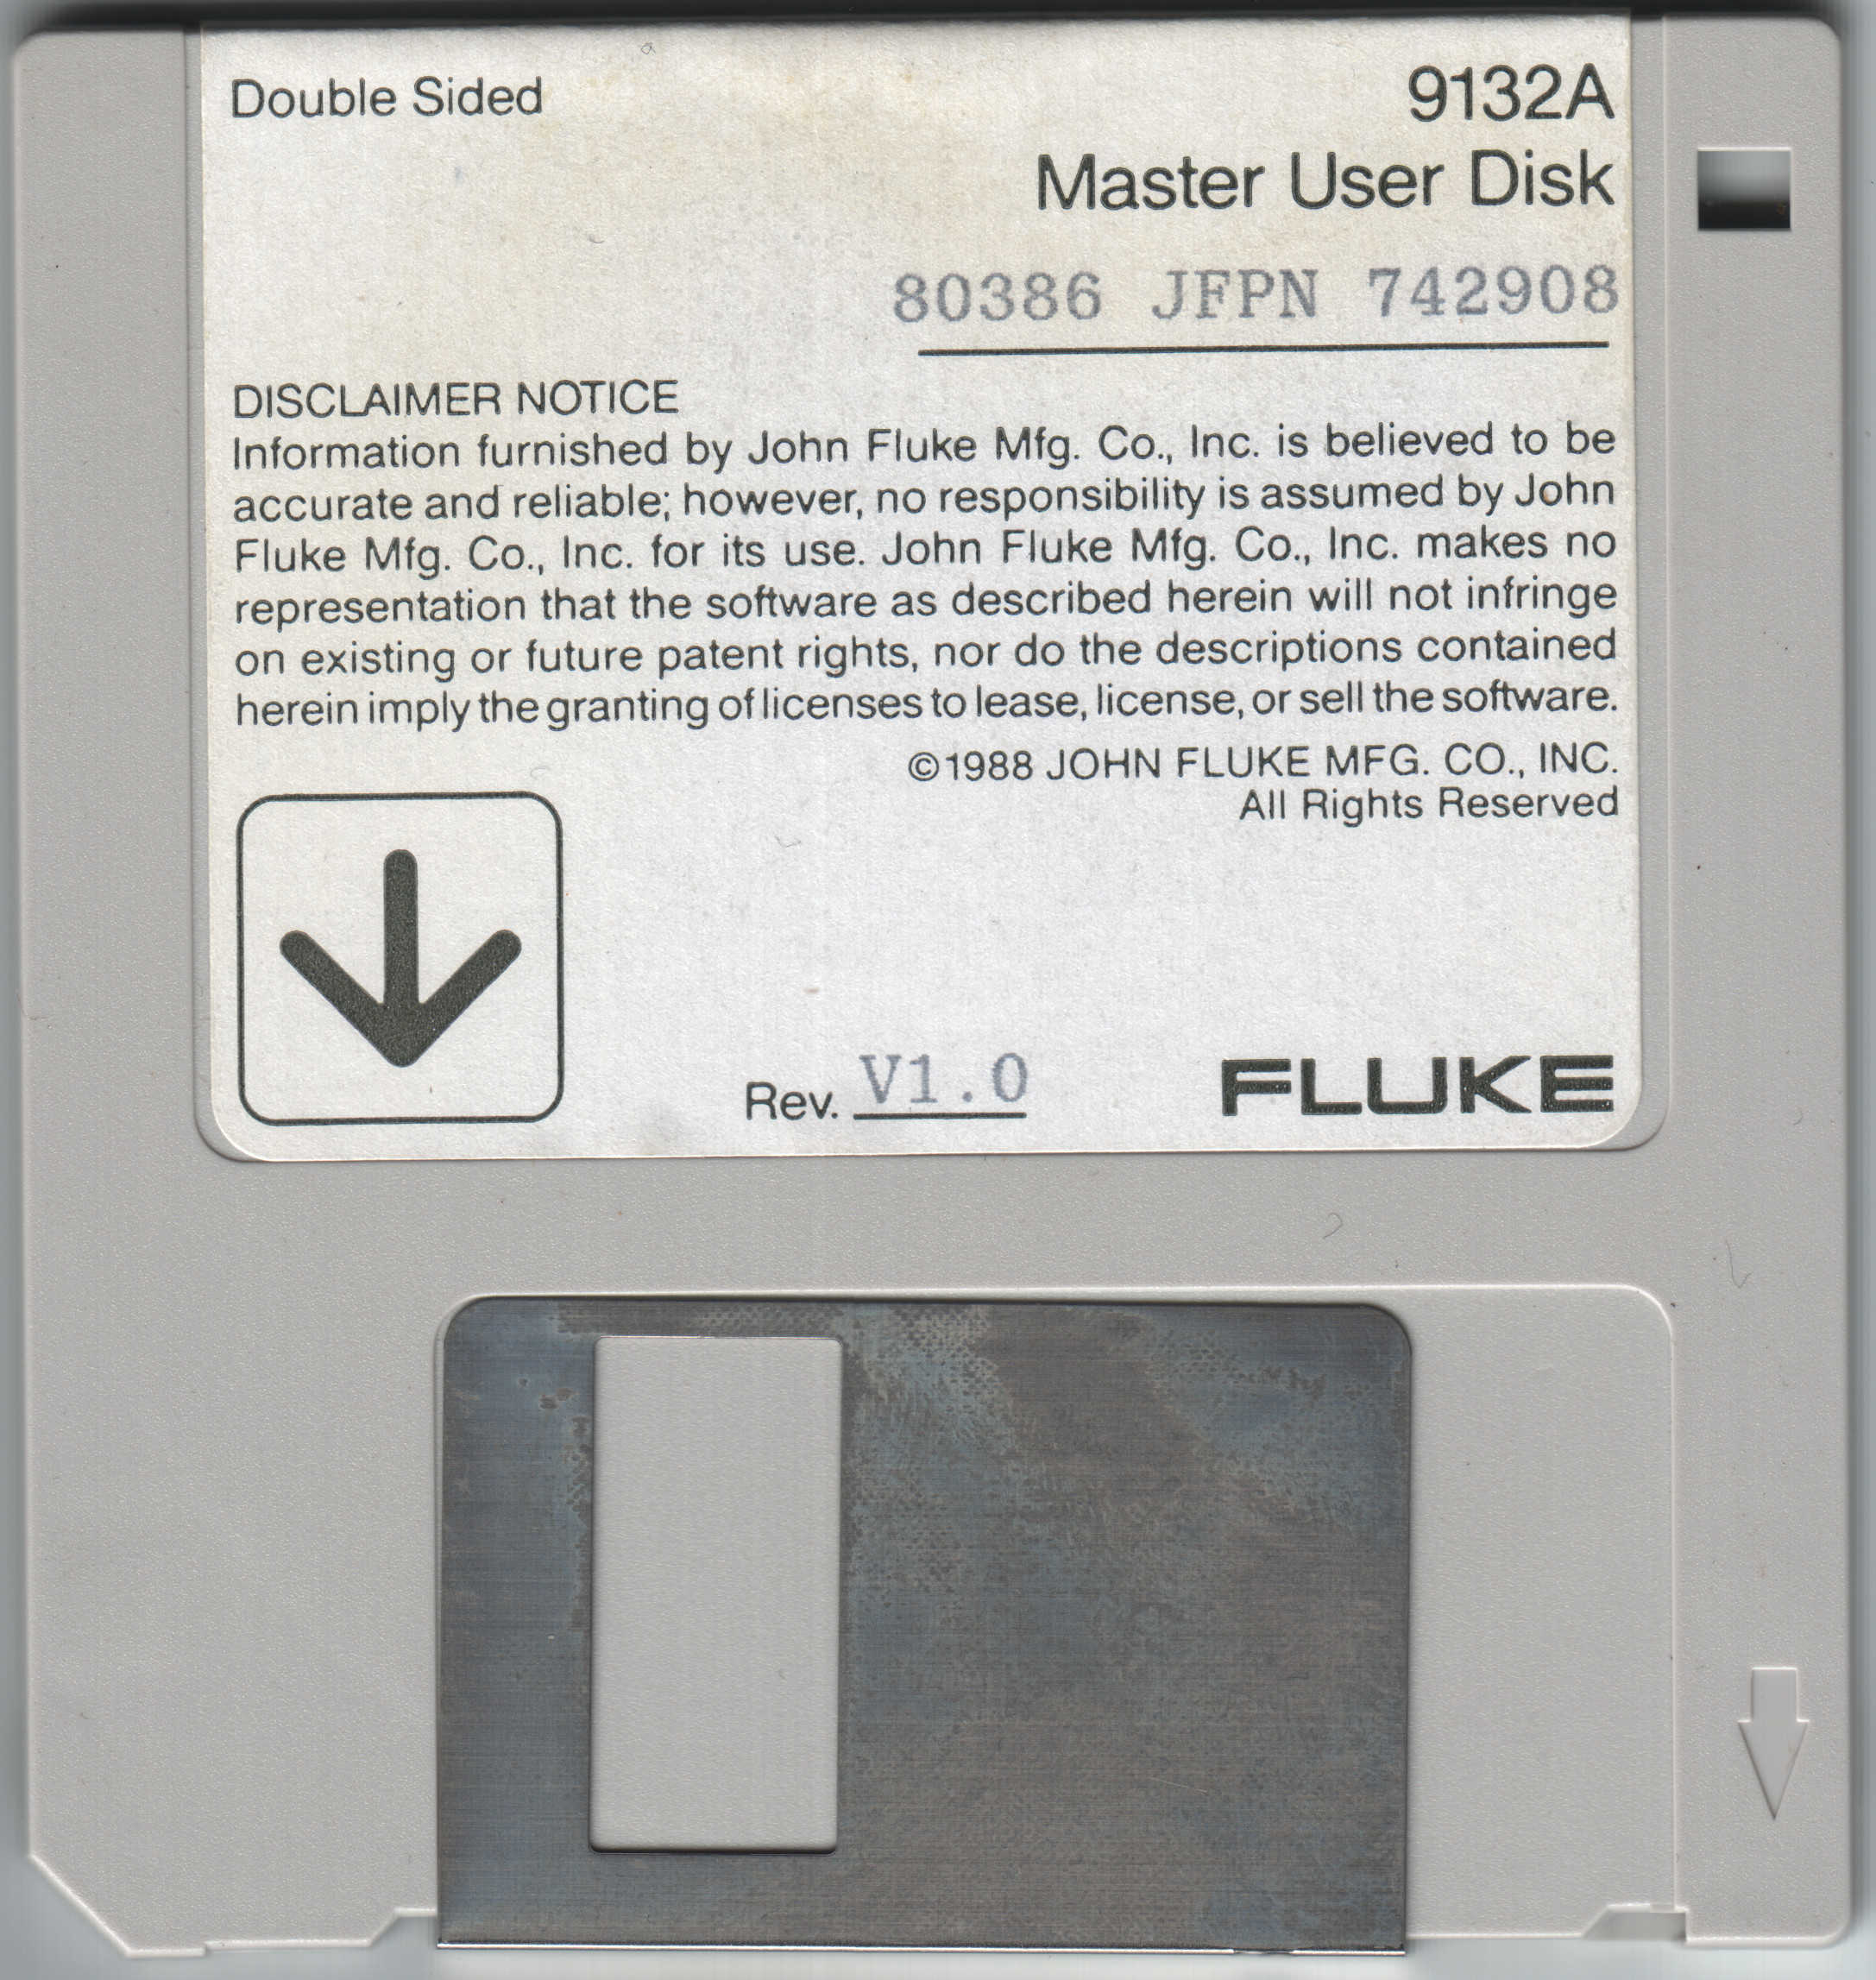 Double Sided
9132A
Master User Disk
80386 JFPN 742908
DISCLAIMER NOTICE
Information furnished by John Fluke Mfg. Co., Inc. is believed to be
accurate and reliable; however, no responsibility is assumed by John
Fluke Mfg. Co., Inc. for its use. John Fluke Mfg. Co., Inc. makes no
representation that the software as described herein will not infringe
on existing or future patent rights, nor do the descriptions contained
herein imply the granting of licenses to lease, license, or sell the software.
©1988 JOHN FLUKE MFG. CO., INC.
All Rights Reserved
Rev. V1.0
FLUKE